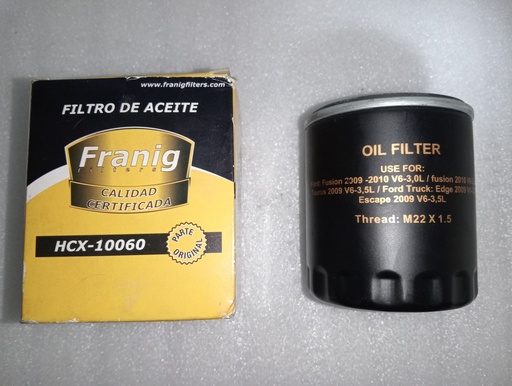 www.franigfilters.com
FILTRO DE ACEITE
Franig
filters
CALIDAD
CERTIFICADA
HCX-10060
PARTE
ORIGINAL
OIL FILTER
USE FOR:
Fusion 2009 -2010 V6-3,0L / fusion 2010
2009 V6-3,5L / Ford Truck: Edge 2009
Escape 2009 V6-3,5L
Thread: M22 X 1.5